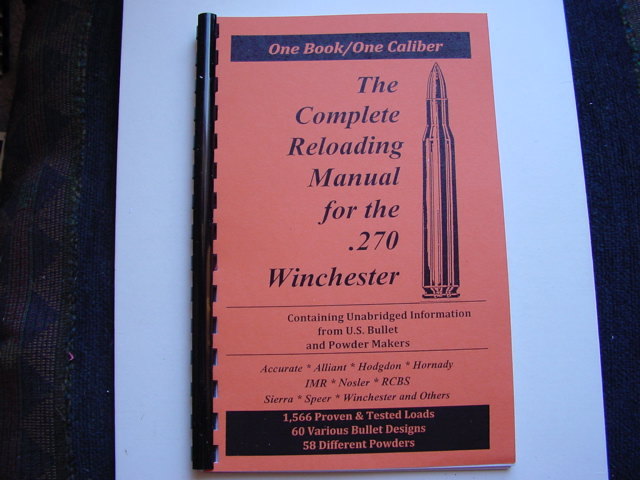 One Book/One Caliber
The
Complete
Reloading
Manual
for the
.270
Winchester
Containing Unabridged Information
from U.S. Bullet
and Powder Makers
Accurate * Alliant * Hodgdon * Hornady
IMR * Nosler * RCBS
Sierra * Speer * Winchester and Others
1,566 Proven & Tested Loads
60 Various Bullet Designs
58 Different Powders